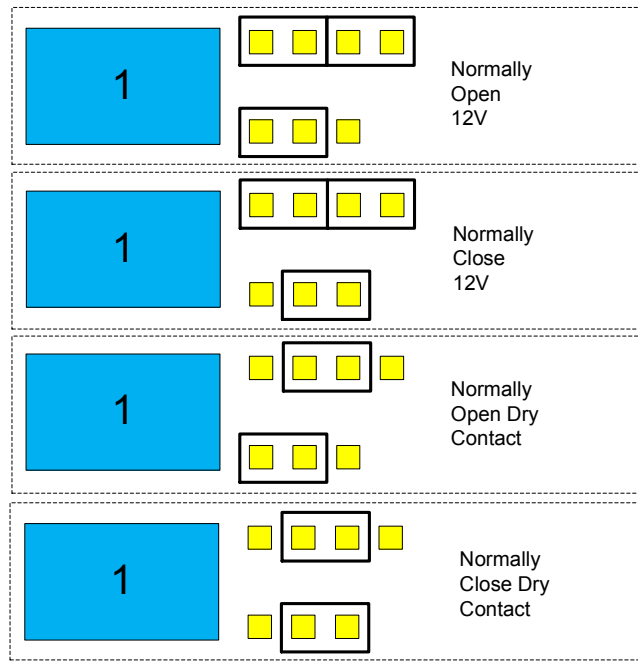 1
Normally
Open
12V
1
Normally
Close
12V
1
Normally
Open Dry
Contact
1
Normally
Close Dry
Contact